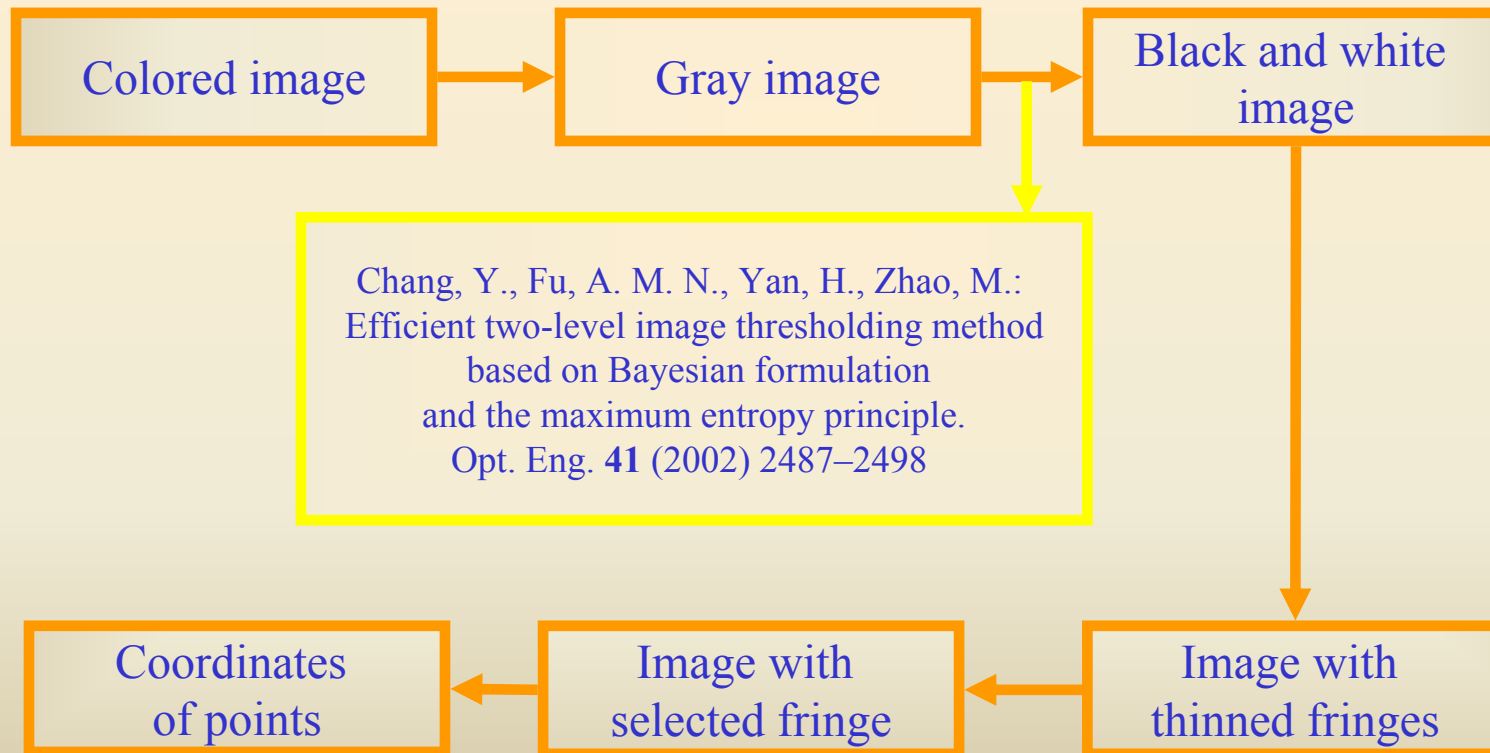 Colored image
Gray image
Black and white
image
Chang, Y., Fu, A. M. N., Yan, H., Zhao, M.:
Efficient two-level image thresholding method
based on Bayesian formulation
and the maximum entropy principle.
Opt. Eng. 41 (2002) 2487–2498
Image with
thinned fringes
Image with
selected fringe
Coordinates
of points